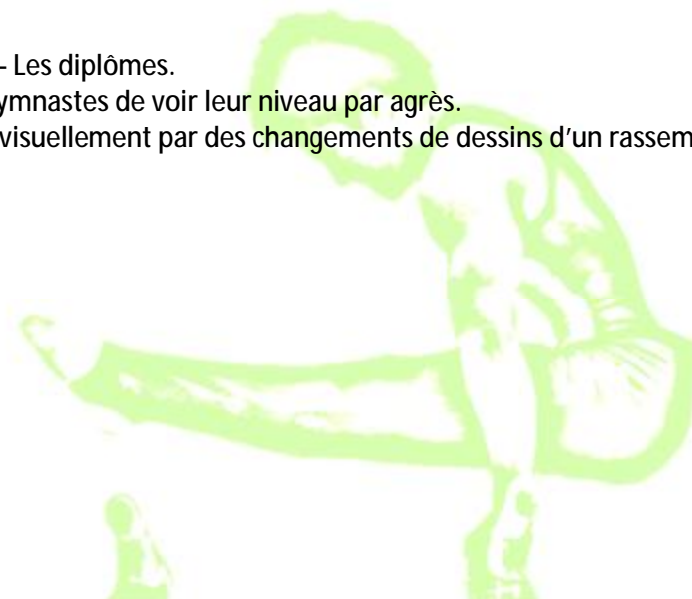 - Les diplômes.
ymnastes de voir leur niveau par agrès.
visuellement par des changements de dessins d'un rassem